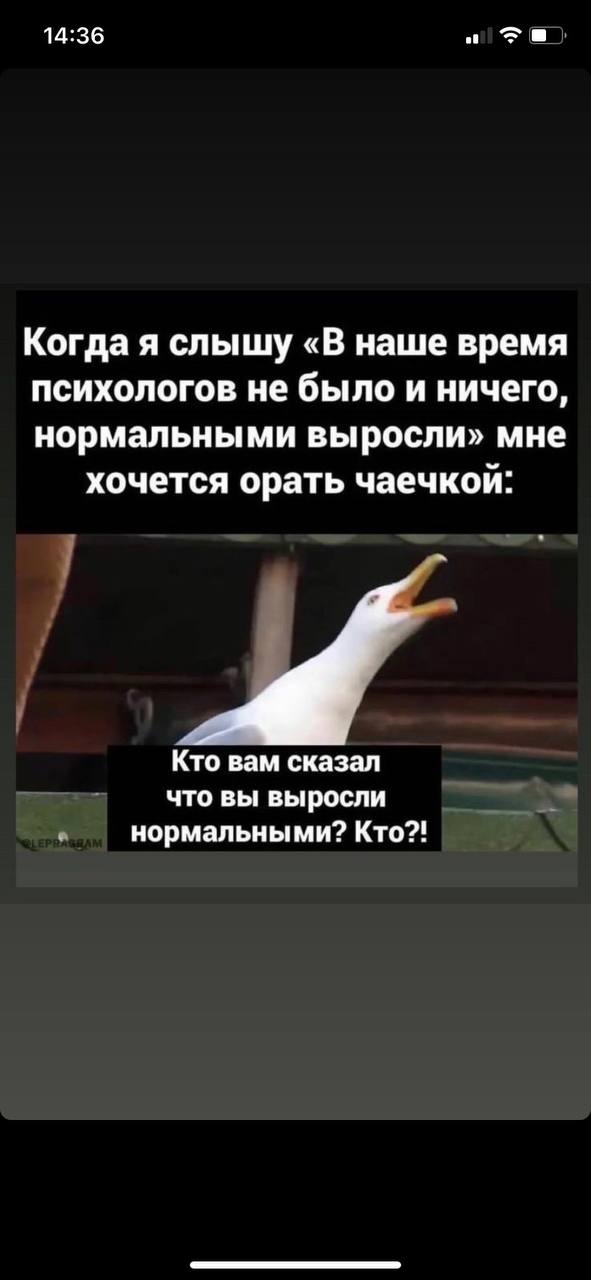 14:36
Когда я слышу «В наше время
психологов не было и ничего,
нормальными выросли» мне
хочется орать чаечкой:
Кто вам сказал
что вы выросли
нормальными? Кто?!
@LEPRAGRAM